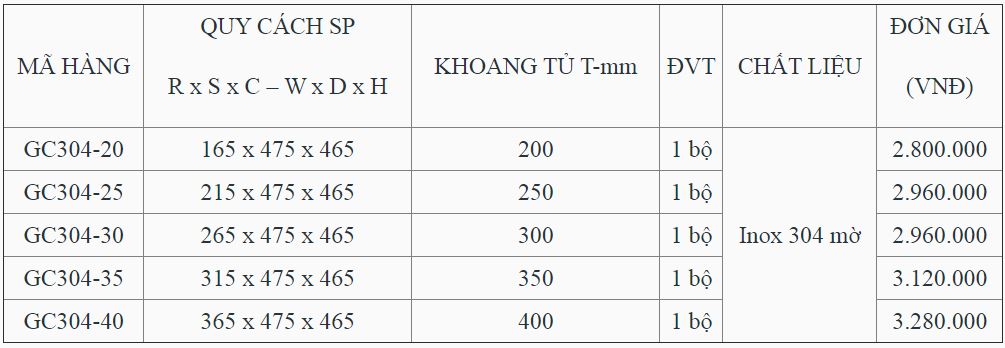 MÃ HÀNG
QUY CÁCH SP
R x S x C – W x D x H
KHOANG TỦ T-mm
ĐVT
CHẤT LIỆU
ĐƠN GIÁ
(VNĐ)
GC304-20 165 x 475 x 465 200 1 bộ 2.800.000
GC304-25 215 x 475 x 465 250 1 bộ 2.960.000
GC304-30 265 x 475 x 465 300 1 bộ Inox 304 mờ 2.960.000
GC304-35 315 x 475 x 465 350 1 bộ 3.120.000
GC304-40 365 x 475 x 465 400 1 bộ 3.280.000